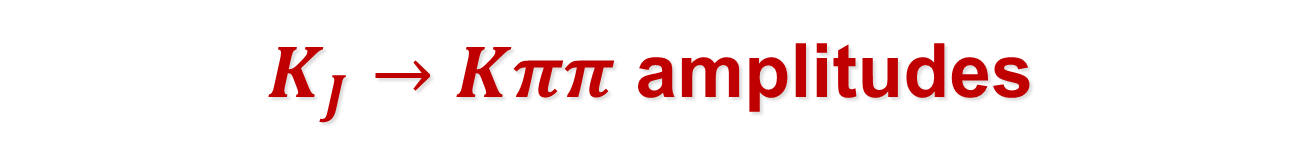 K_J → Kππ amplitudes